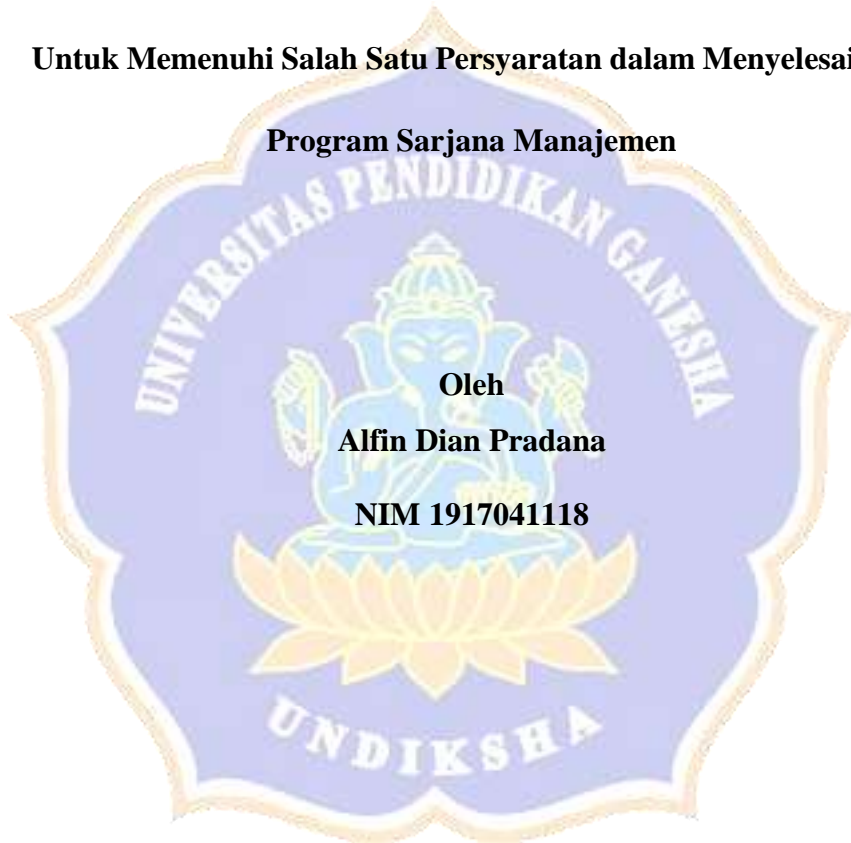 Untuk Memenuhi Salah Satu Persyaratan dalam Menyelesai
Program Sarjana Manajemen
UNIVERSITAS PENDIDIKAN GANESHA
Oleh
Alfin Dian Pradana
NIM 1917041118
UNDIKSHA